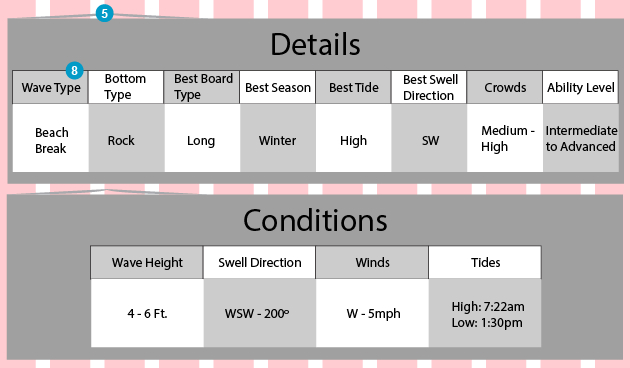 5
Details
8
Wave Type
Bottom
Type
Best Board
Type
Best Season
Best Tide
Best Swell
Direction
Crowds
Ability Level
Beach
Break
Rock
Long
Winter
High
SW
Medium -
High
Intermediate
to Advanced
Conditions
Wave Height
Swell Direction
Winds
Tides
4 - 6 Ft.
WSW - 200º
W - 5mph
High: 7:22am
Low: 1:30pm